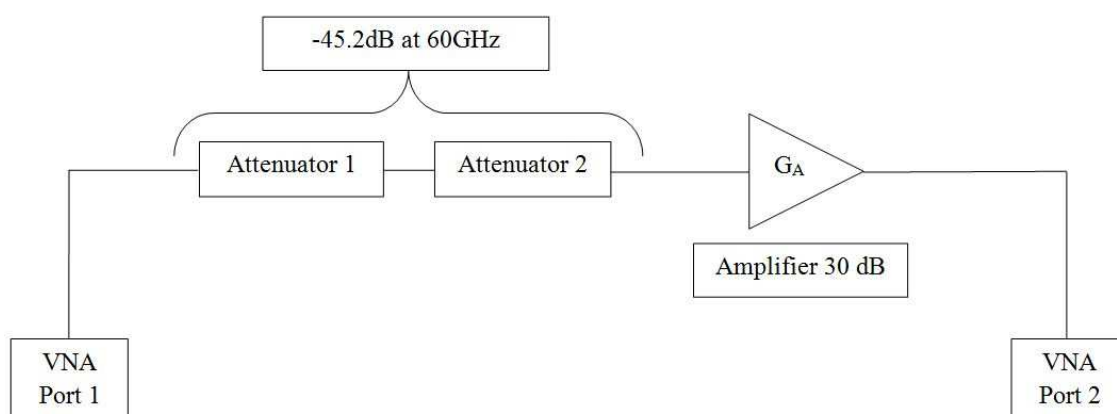 -45.2dB at 60GHz
Attenuator 1
Attenuator 2
GA
Amplifier 30 dB
VNA
Port 1
VNA
Port 2